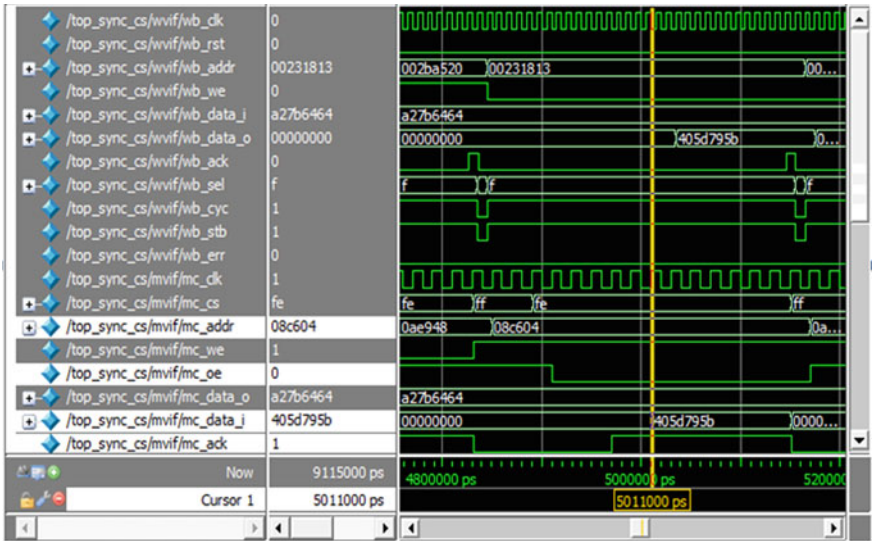 /top_sync_cs/wvif/wb_clk 0
/top_sync_cs/wvif/wb_rst 0
/top_sync_cs/wvif/wb_addr 00231813 002ba520 00231813 00...
/top_sync_cs/wvif/wb_we 0
/top_sync_cs/wvif/wb_data_i a27b6464 a27b6464
/top_sync_cs/wvif/wb_data_o 00000000 00000000 405d795b 0...
/top_sync_cs/wvif/wb_ack 0
/top_sync_cs/wvif/wb_sel f f f f
/top_sync_cs/wvif/wb_cyc 1
/top_sync_cs/wvif/wb_stb 1
/top_sync_cs/wvif/wb_err 0
/top_sync_cs/mvif/mc_clk 1
/top_sync_cs/mvif/mc_cs fe fe ff fe ff
/top_sync_cs/mvif/mc_addr 08c604 0ae948 08c604 0a...
/top_sync_cs/mvif/mc_we 1
/top_sync_cs/mvif/mc_oe 0
/top_sync_cs/mvif/mc_data_o a27b6464 a27b6464
/top_sync_cs/mvif/mc_data_i 405d795b 00000000 405d795b 0000...
/top_sync_cs/mvif/mc_ack 1
Now 9115000 ps 4800000 ps 5000000 ps 520000
Cursor 1 5011000 ps 5011000 ps